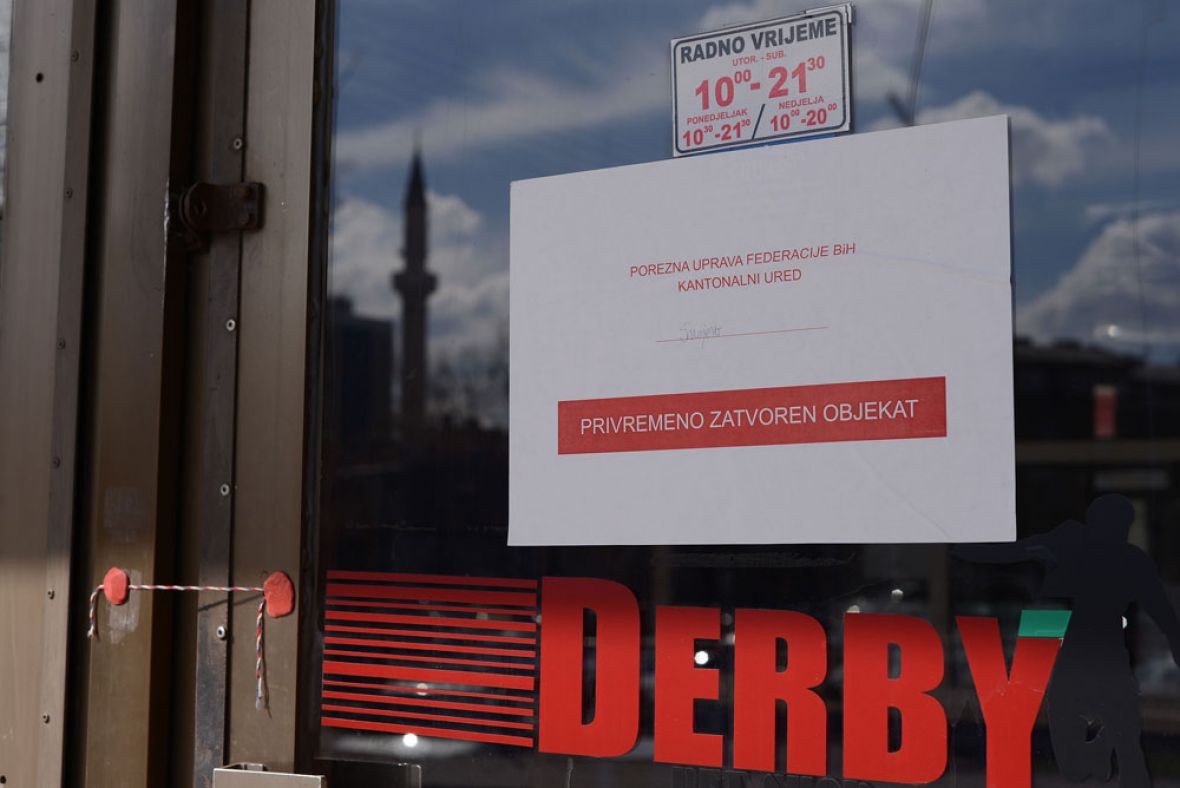 RADNO VRIJEME
UTOR. - SUB.
10⁰⁰ - 21³⁰
PONEDJELJAK
10³⁰-21³⁰
NEDJELJA
10⁰⁰-20⁰⁰
POREZNA UPRAVA FEDERACIJE BiH
KANTONALNI URED
Sarajevo
PRIVREMENO ZATVOREN OBJEKAT
DERBY